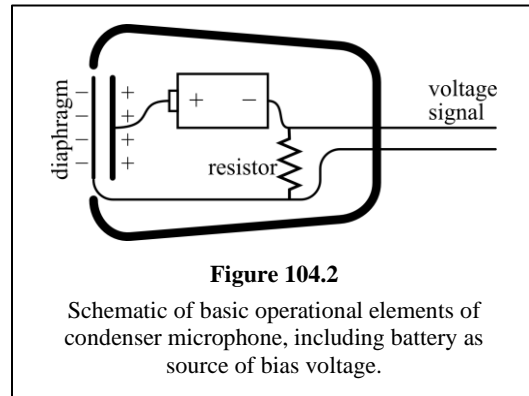 diaphragm
− + + −
− +
− +
− +
voltage
signal
resistor
Figure 104.2
Schematic of basic operational elements of
condenser microphone, including battery as
source of bias voltage.